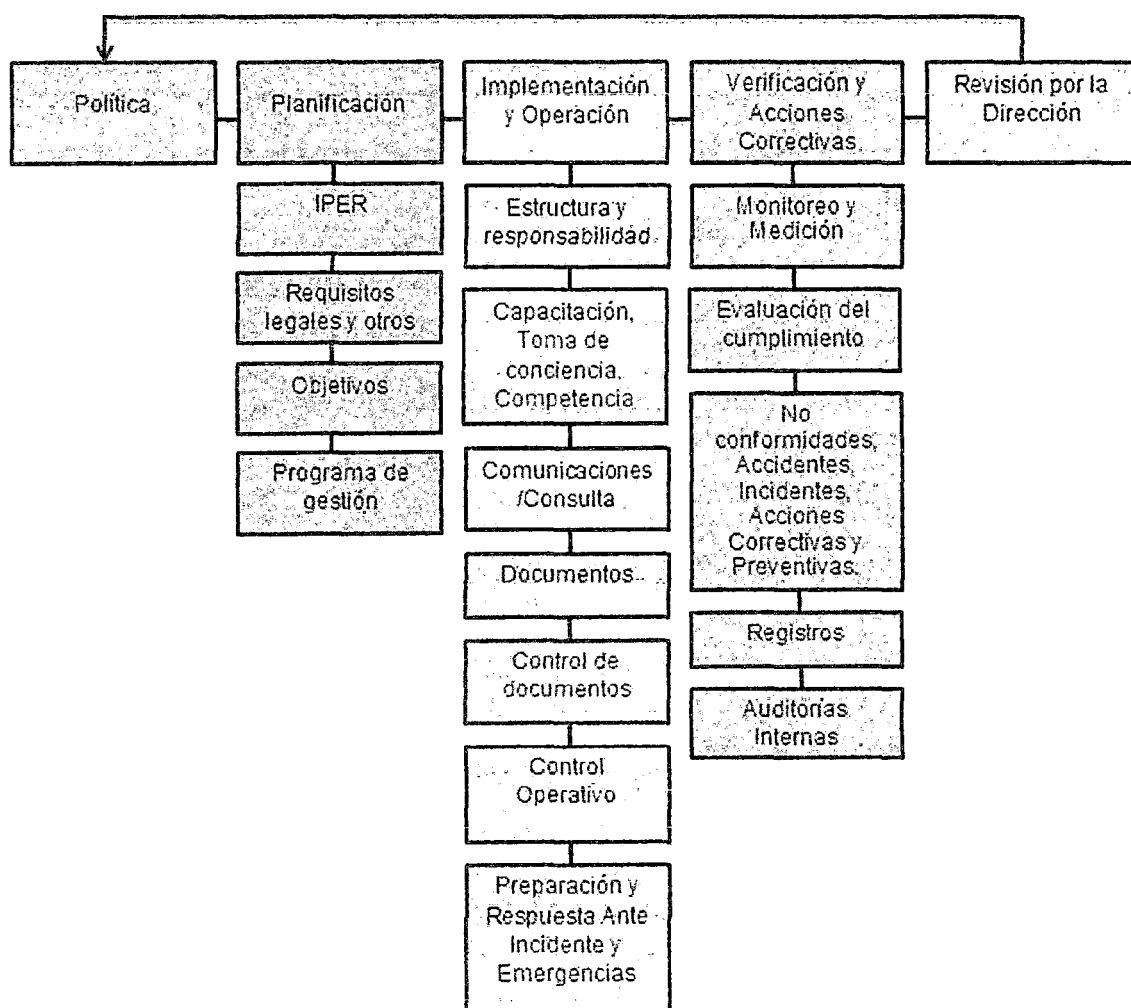 Política
Planificación
Implementación
y Operación
Verificación y
Acciones
Correctivas
Revisión por la
Dirección
IPER
Requisitos
legales y otros
Objetivos
Programa de
gestión
Estructura y
responsabilidad
Capacitación,
Toma de
conciencia,
Competencia
Comunicaciones
/Consulta
Documentos
Control de
documentos
Control
Operativo
Preparación y
Respuesta Ante
Incidente y
Emergencias
Monitoreo y
Medición
Evaluación del
cumplimiento
No
conformidades,
Accidentes,
Incidentes,
Acciones
Correctivas y
Preventivas.
Registros
Auditorías
Internas